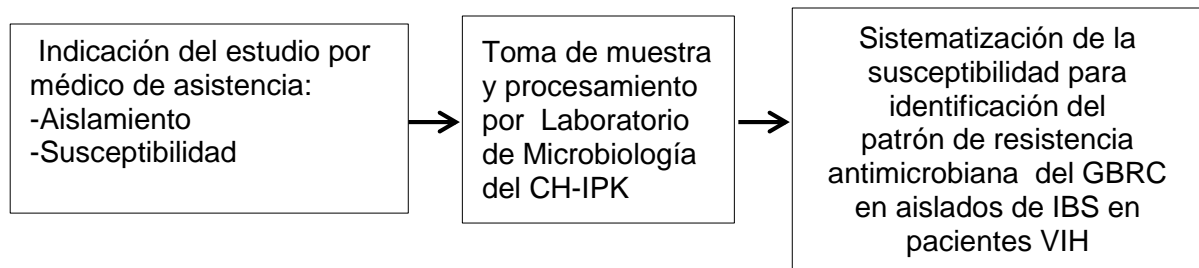 Indicación del estudio por
médico de asistencia:
-Aislamiento
-Susceptibilidad
Toma de muestra
y procesamiento
por Laboratorio
de Microbiología
del CH-IPK
Sistematización de la
susceptibilidad para
identificación del
patrón de resistencia
antimicrobiana del GBRC
en aislados de IBS en
pacientes VIH